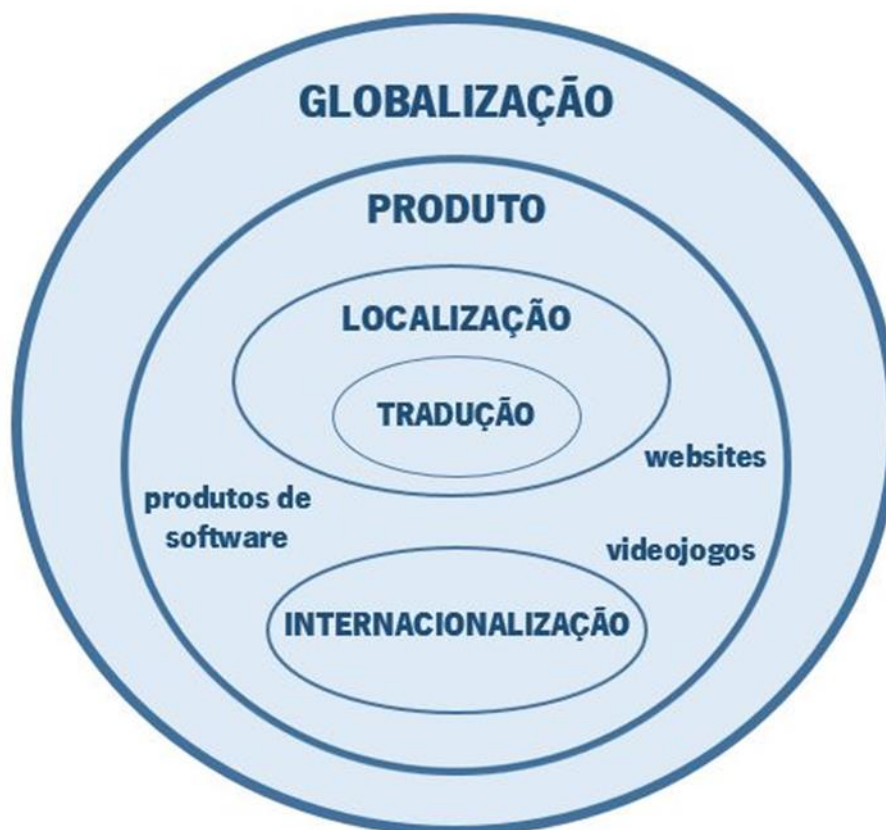 GLOBALIZAÇÃO
PRODUTO
LOCALIZAÇÃO
TRADUÇÃO
websites
produtos de
software
videojogos
INTERNACIONALIZAÇÃO